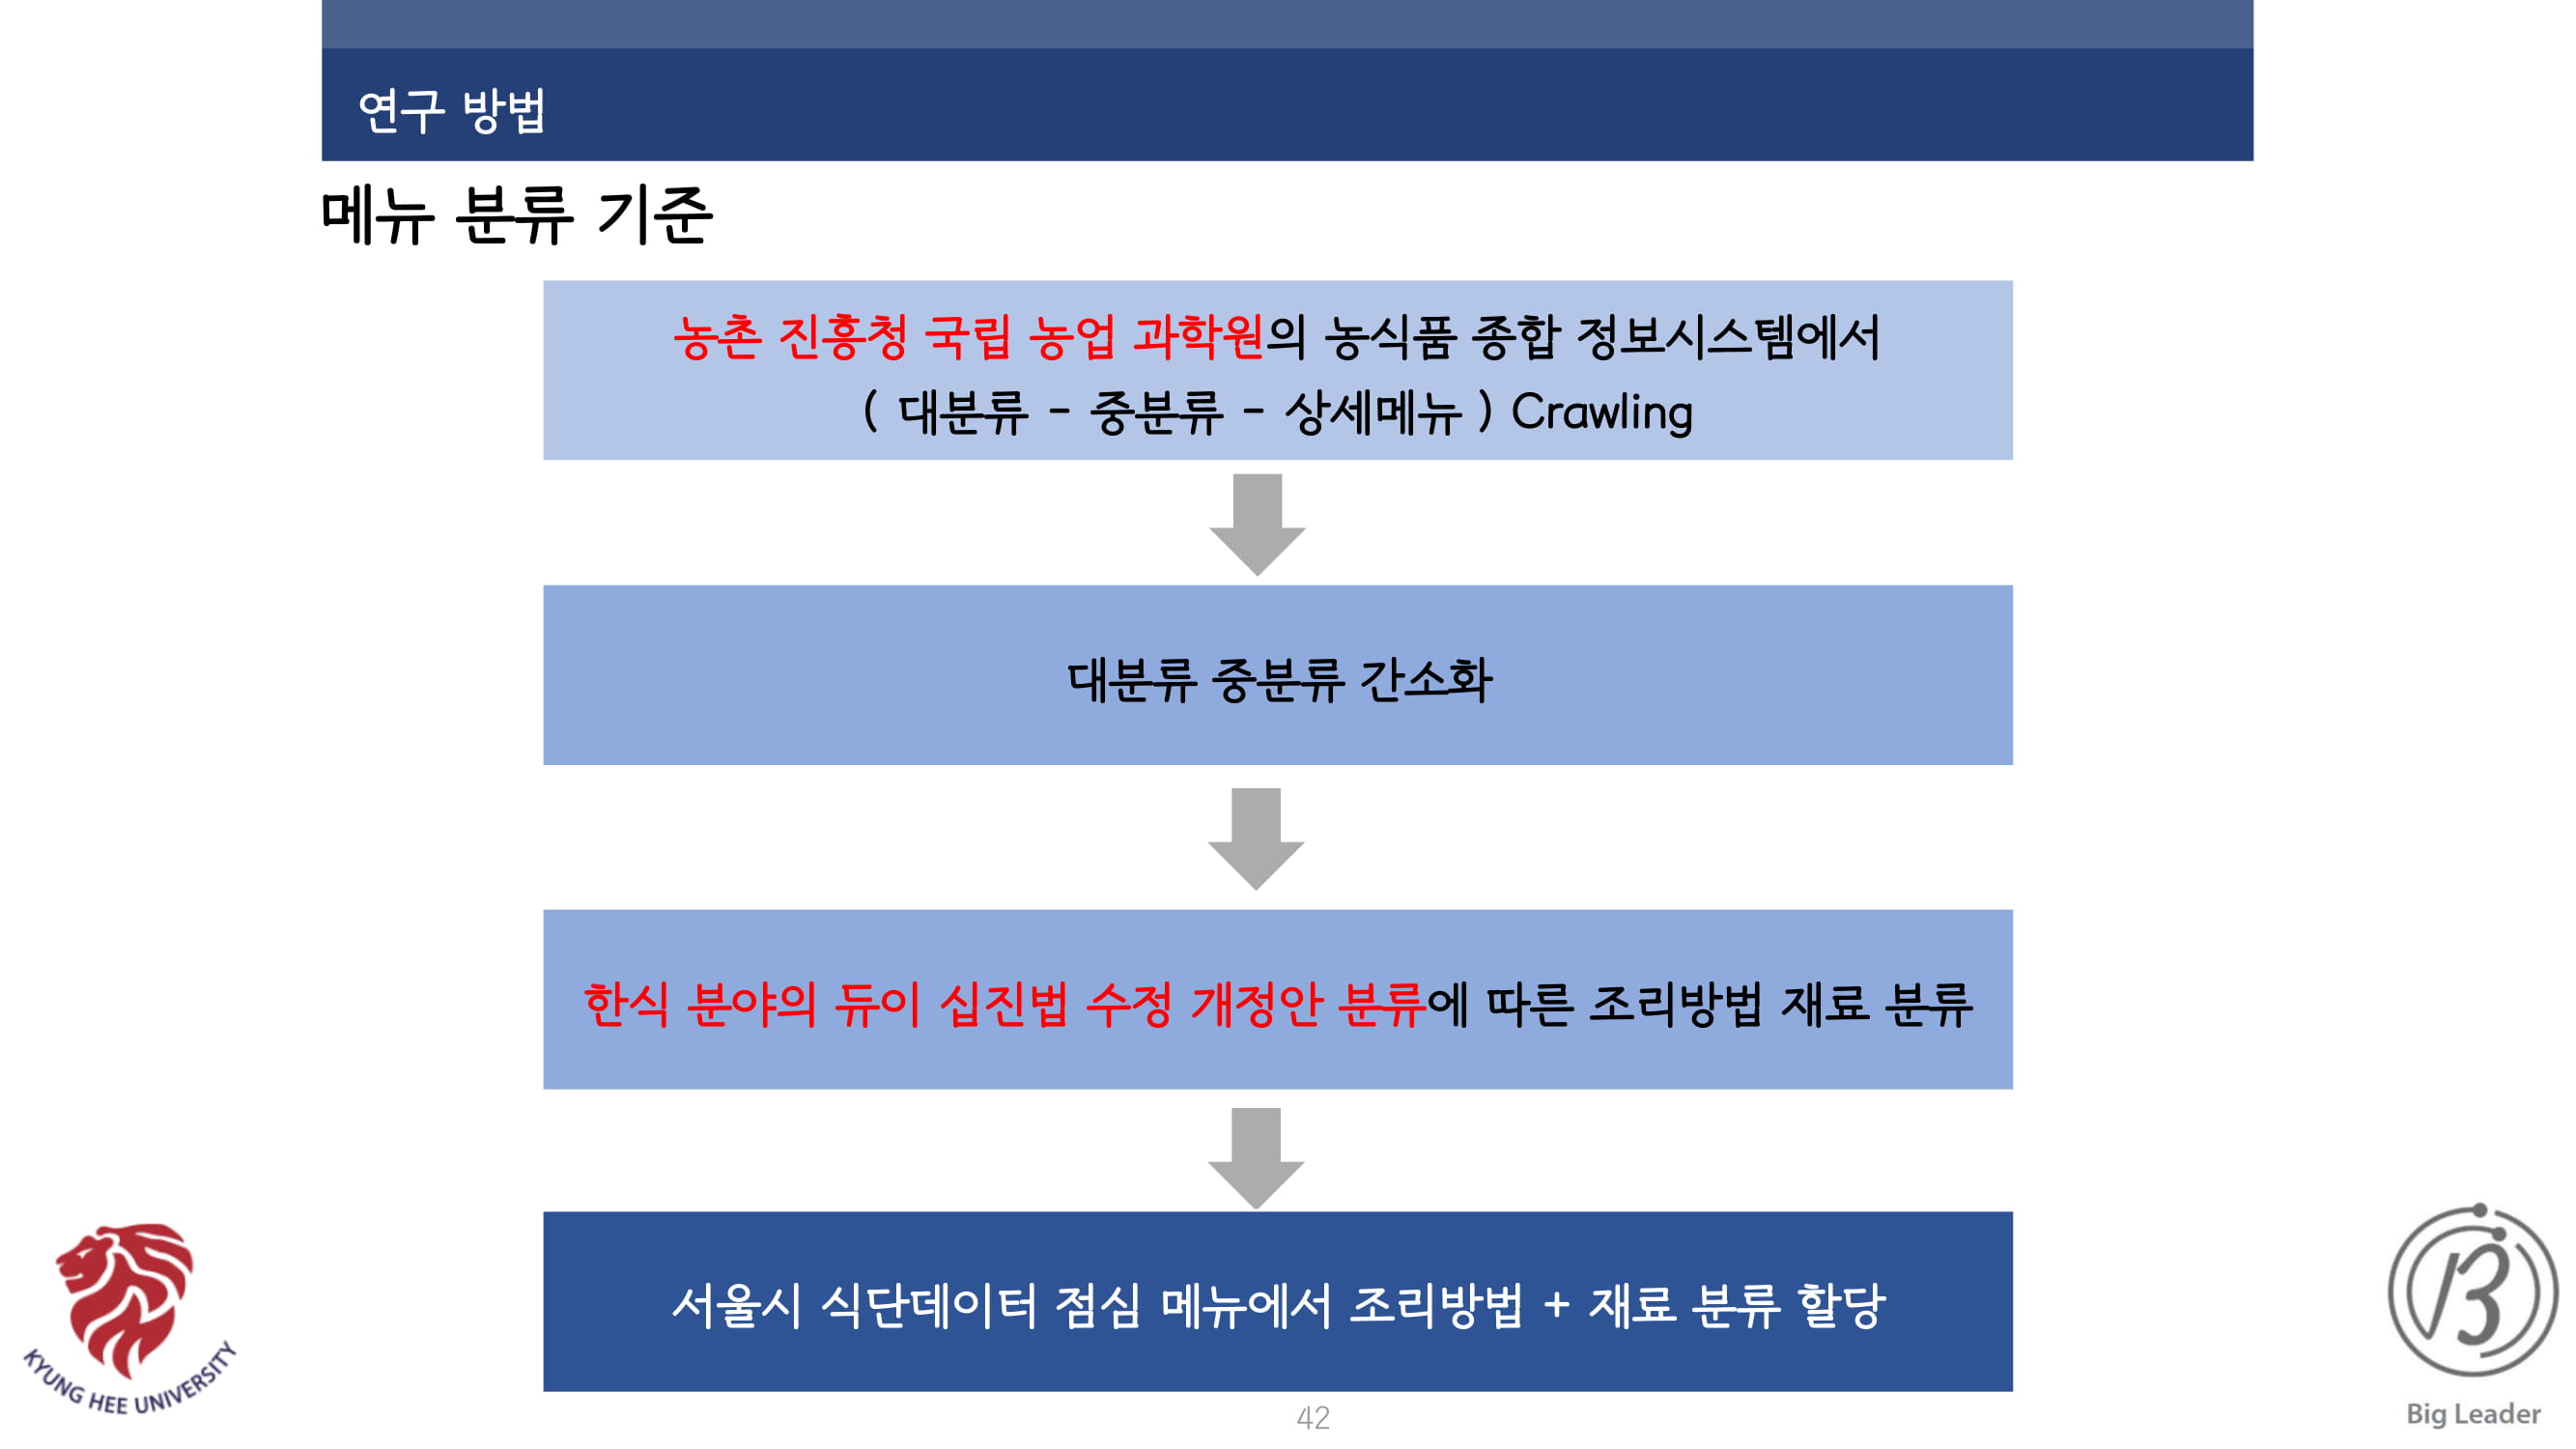 연구 방법
메뉴 분류 기준
농촌 진흥청 국립 농업 과학원의 농식품 종합 정보시스템에서
( 대분류 - 중분류 - 상세메뉴 ) Crawling
대분류 중분류 간소화
한식 분야의 듀이 십진법 수정 개정안 분류에 따른 조리방법 재료 분류
서울시 식단데이터 점심 메뉴에서 조리방법 + 재료 분류 할당
KYUNG HEE UNIVERSITY
42
Big Leader